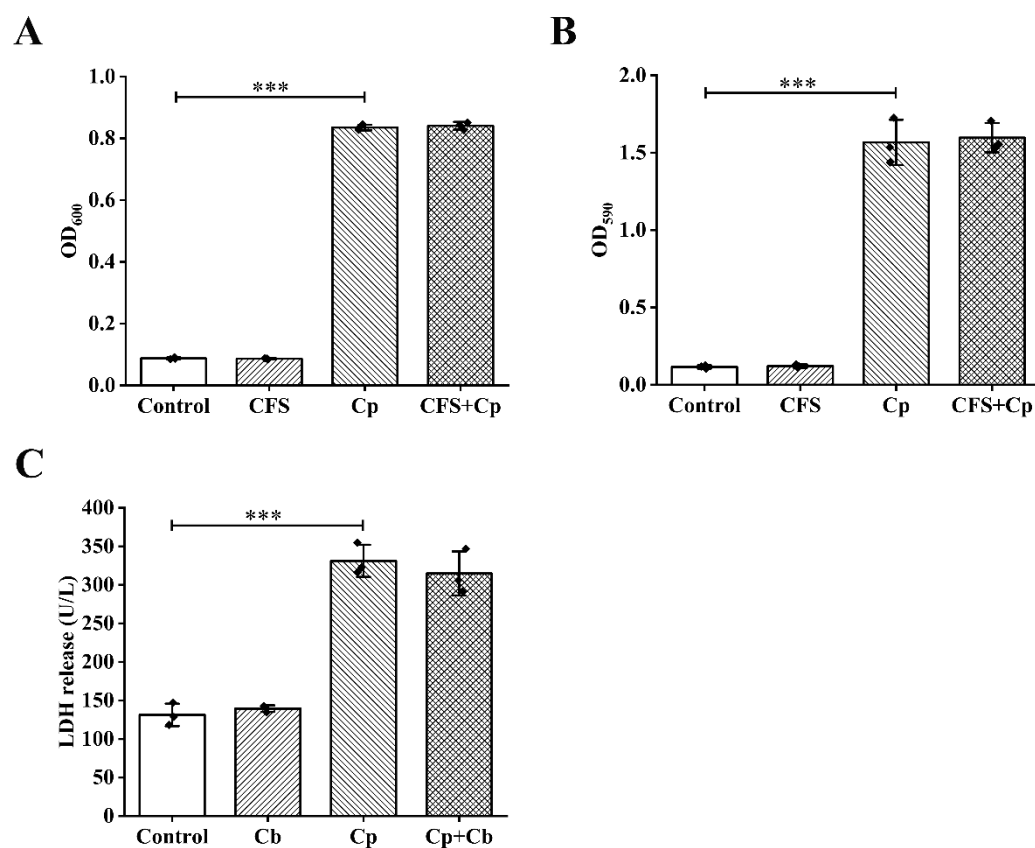 A
1.0
0.8
0.6
0.4
0.2
0.0
OD600
***
Control CFS Cp CFS+Cp
B
2.0
1.5
1.0
0.5
0.0
OD590
***
Control CFS Cp CFS+Cp
C
400
350
300
250
200
150
100
50
0
LDH release (U/L)
***
Control Cb Cp Cp+Cb